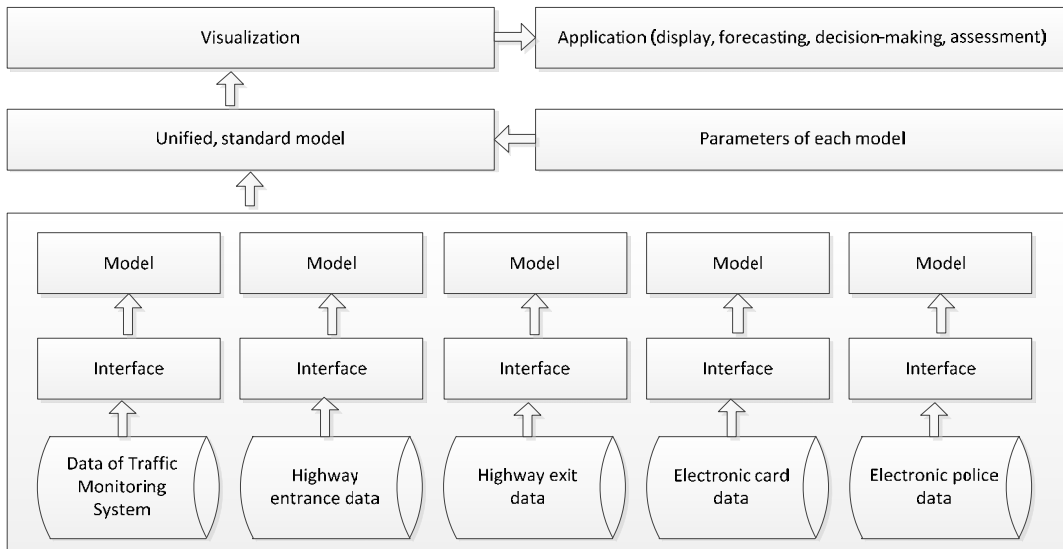 Visualization
Application (display, forecasting, decision-making, assessment)
Unified, standard model
Parameters of each model
Model
Model
Model
Model
Model
Interface
Interface
Interface
Interface
Interface
Data of Traffic
Monitoring
System
Highway
entrance data
Highway exit
data
Electronic card
data
Electronic police
data